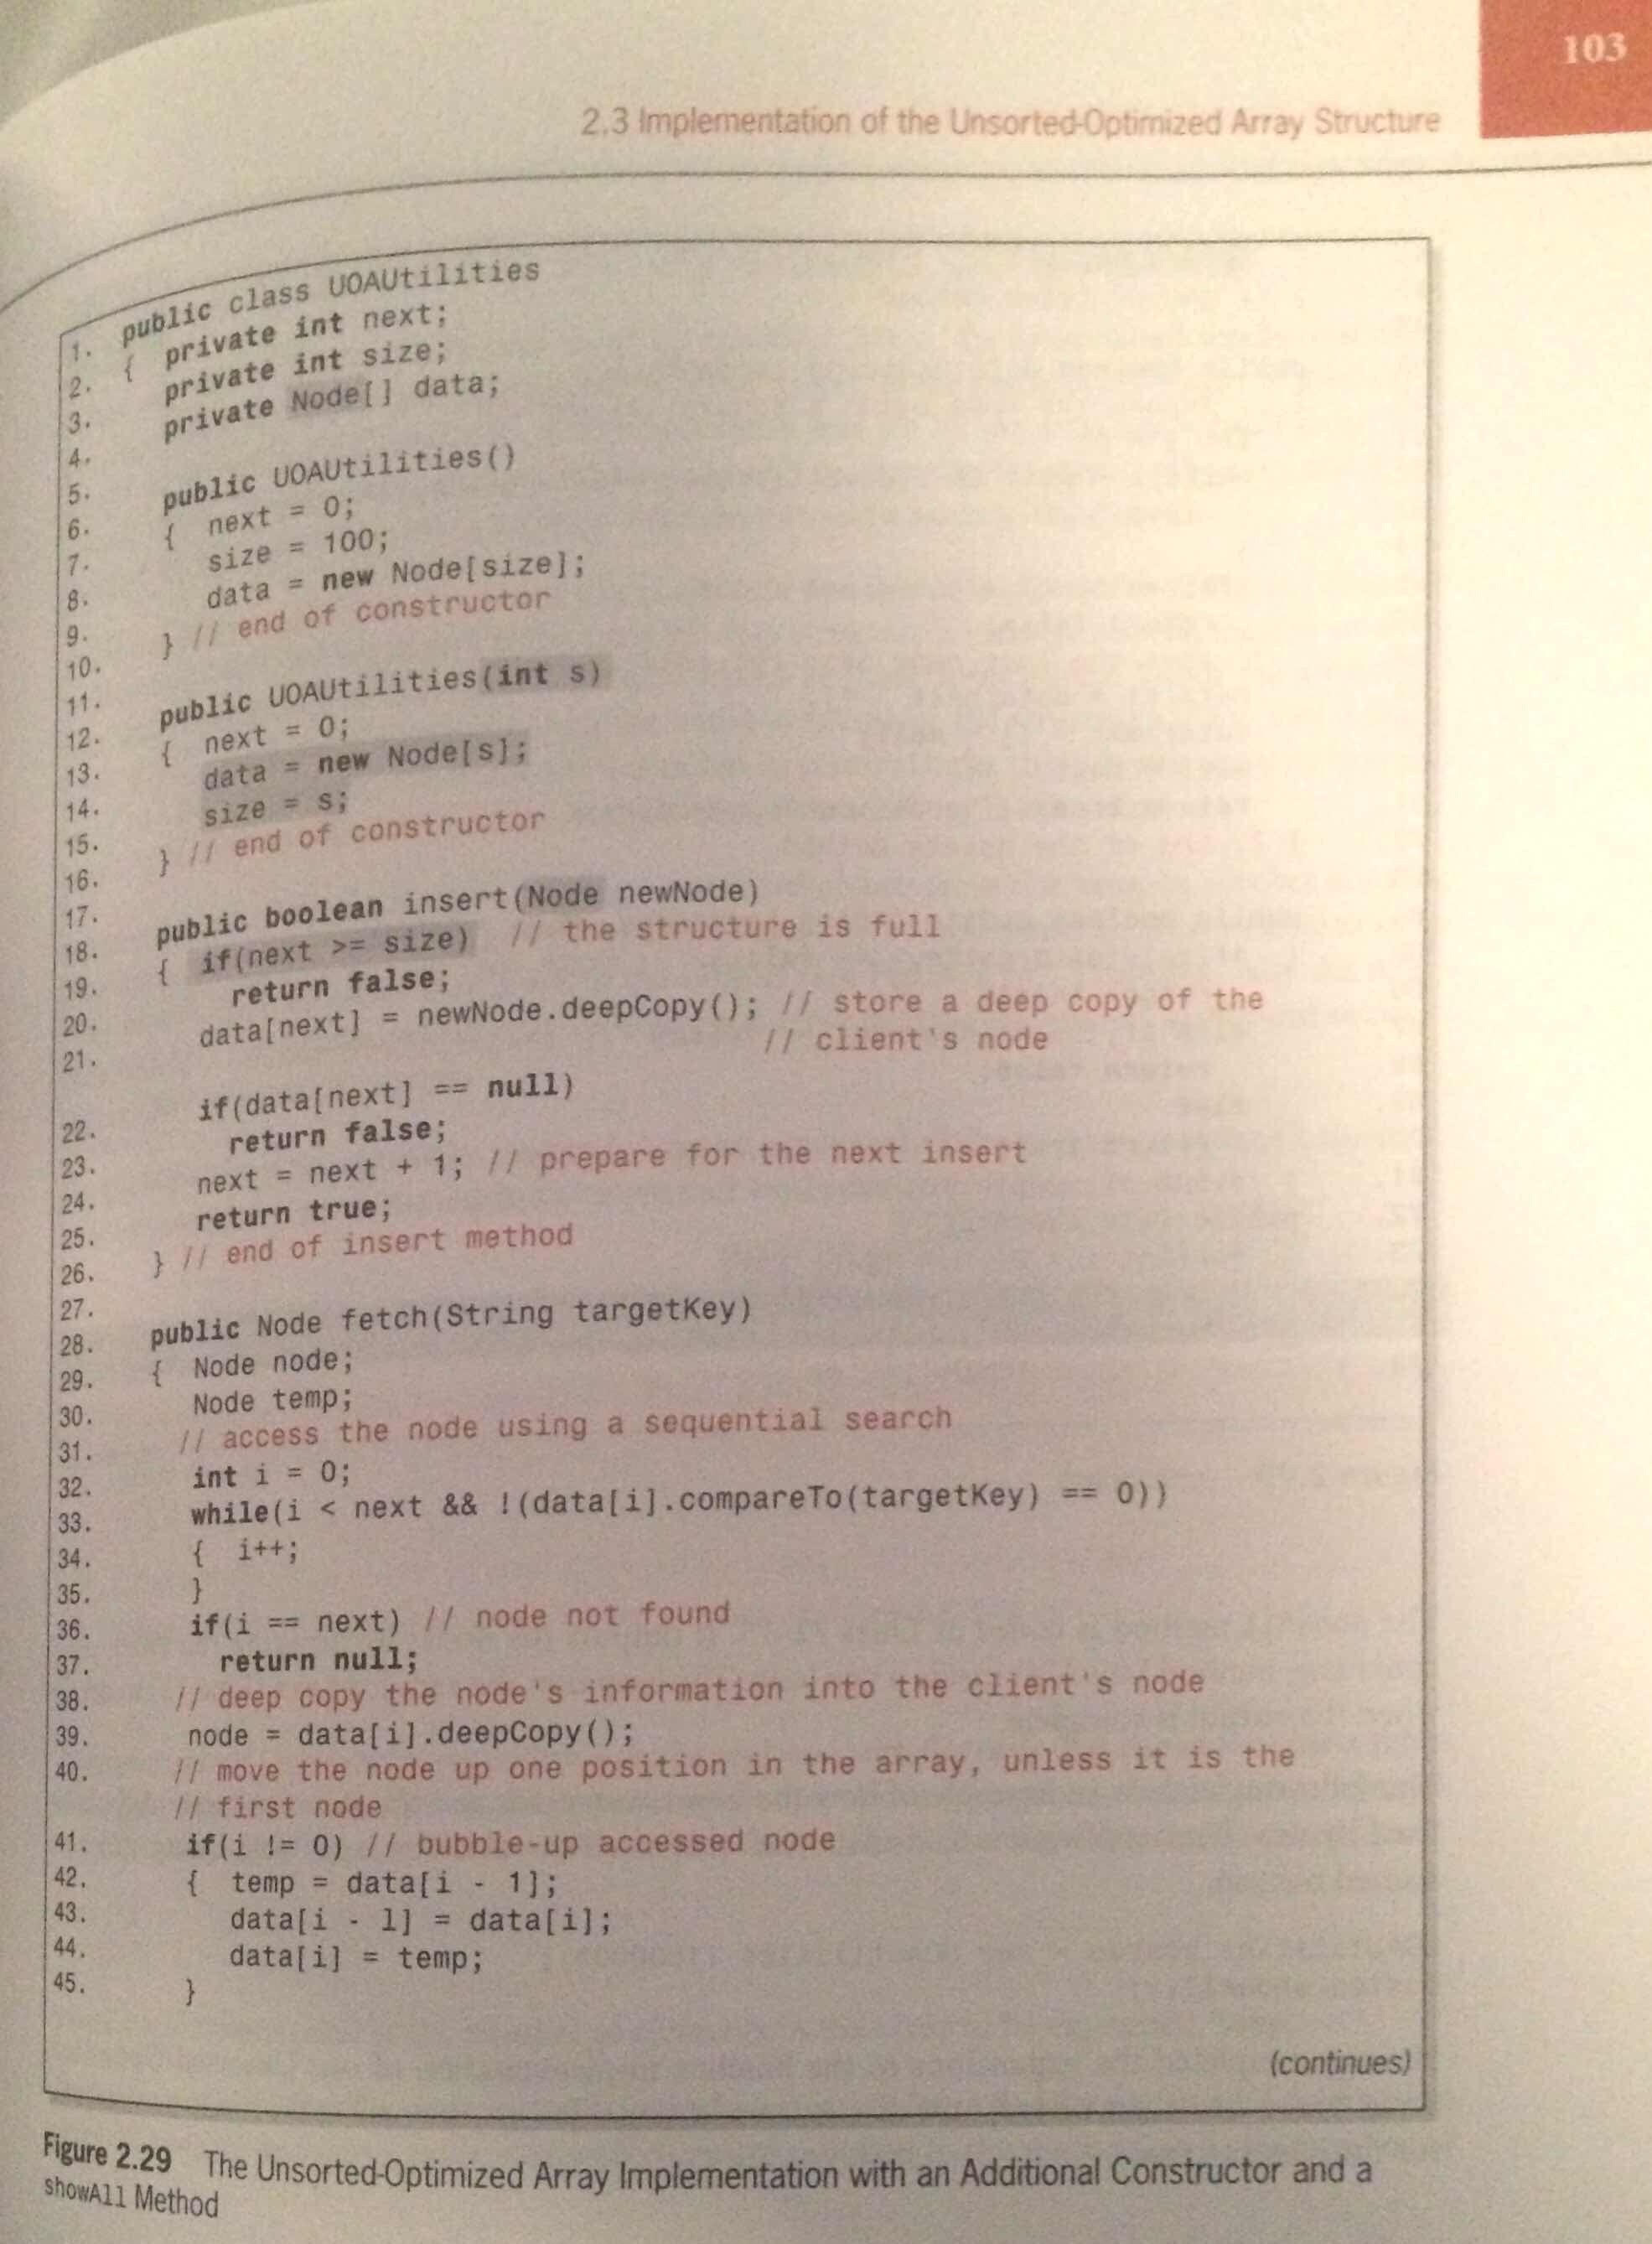 103
2.3 Implementation of the Unsorted-Optimized Array Structure
1. public class UOAUtilities
2. { private int next;
3. private int size;
4. private Node[] data;
5.
6. public UOAUtilities()
7. { next = 0;
8. size = 100;
9. data = new Node[size];
10. } // end of constructor
11.
12. public UOAUtilities(int s)
13. { next = 0;
14. data = new Node[s];
15. size = s;
16. } // end of constructor
17.
18. public boolean insert(Node newNode)
19. { if(next >= size) // the structure is full
20. return false;
21. data[next] = newNode.deepCopy(); // store a deep copy of the
// client's node
22. if(data[next] == null)
23. return false;
24. next = next + 1; // prepare for the next insert
25. return true;
26. } // end of insert method
27.
28. public Node fetch(String targetKey)
29. { Node node;
30. Node temp;
31. // access the node using a sequential search
32. int i = 0;
33. while(i < next && !(data[i].compareTo(targetKey) == 0))
34. { i++;
35. }
36. if(i == next) // node not found
37. return null;
38. // deep copy the node's information into the client's node
39. node = data[i].deepCopy();
40. // move the node up one position in the array, unless it is the
// first node
41. if(i != 0) // bubble-up accessed node
42. { temp = data[i - 1];
43. data[i - 1] = data[i];
44. data[i] = temp;
45. }
(continues)
Figure 2.29 The Unsorted-Optimized Array Implementation with an Additional Constructor and a
showAll Method